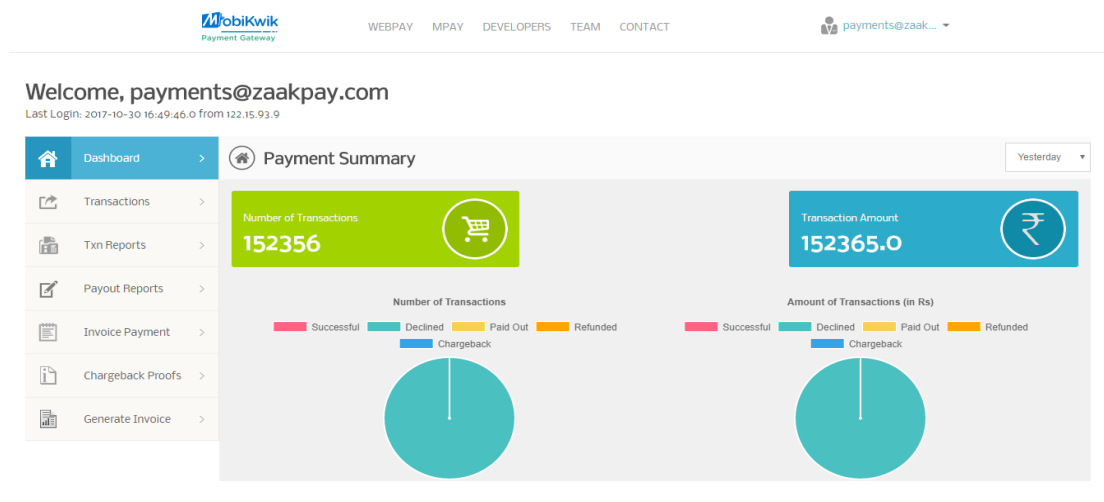 MobiKwik
Payment Gateway
WEBPAY MPAY DEVELOPERS TEAM CONTACT
payments@zaak...
Welcome, payments@zaakpay.com
Last Login: 2017-10-30 16:49:46.0 from 122.15.93.9
Dashboard
Transactions
Txn Reports
Payout Reports
Invoice Payment
Chargeback Proofs
Generate Invoice
Payment Summary
Yesterday
Number of Transactions
152356
Transaction Amount
152365.0
Number of Transactions
Successful Declined Paid Out Refunded
Chargeback
Amount of Transactions (in Rs)
Successful Declined Paid Out Refunded
Chargeback